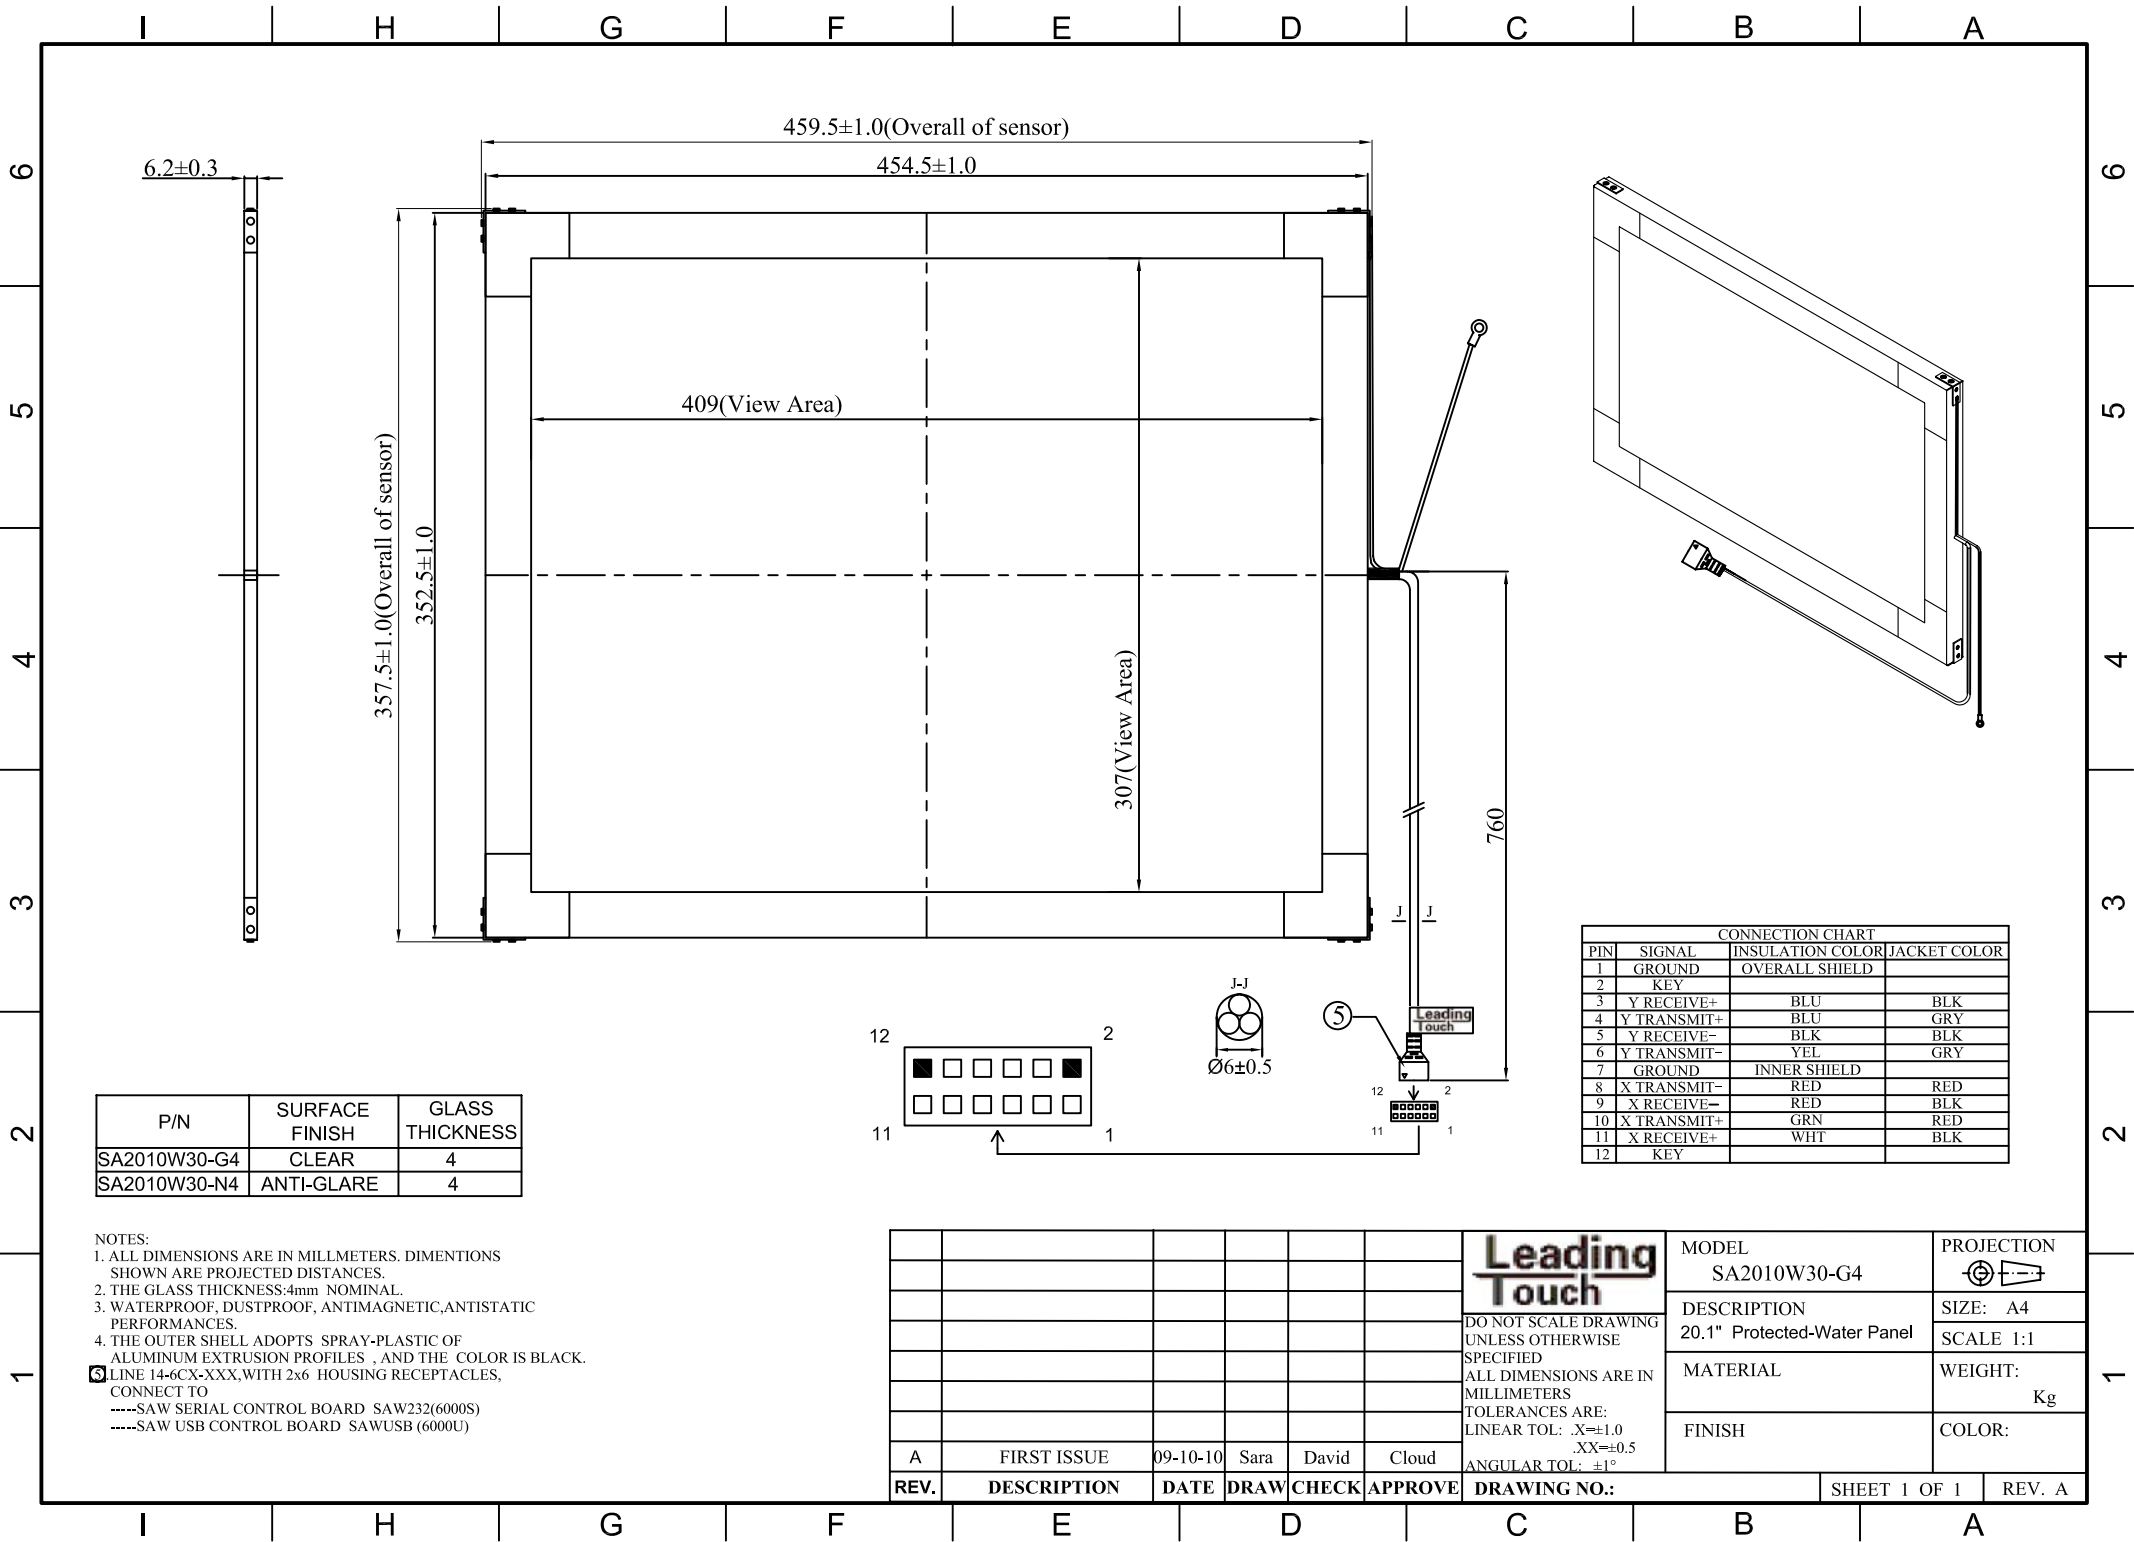 I H G F E D C B A
6 5 4 3 2 1
6 5 4 3 2 1
459.5±1.0(Overall of sensor)
454.5±1.0
6.2±0.3
409(View Area)
357.5±1.0(Overall of sensor)
352.5±1.0
307(View Area)
760
J J
J-J
Ø6±0.5
5
Leading
Touch
12 2
11 1
12 2
11 1
CONNECTION CHART
PIN SIGNAL INSULATION COLOR JACKET COLOR
1 GROUND OVERALL SHIELD
2 KEY
3 Y RECEIVE+ BLU BLK
4 Y TRANSMIT+ BLU GRY
5 Y RECEIVE- BLK BLK
6 Y TRANSMIT- YEL GRY
7 GROUND INNER SHIELD
8 X TRANSMIT- RED RED
9 X RECEIVE- RED BLK
10 X TRANSMIT+ GRN RED
11 X RECEIVE+ WHT BLK
12 KEY
P/N SURFACE FINISH GLASS THICKNESS
SA2010W30-G4 CLEAR 4
SA2010W30-N4 ANTI-GLARE 4
NOTES:
1. ALL DIMENSIONS ARE IN MILLMETERS. DIMENTIONS
SHOWN ARE PROJECTED DISTANCES.
2. THE GLASS THICKNESS:4mm NOMINAL.
3. WATERPROOF, DUSTPROOF, ANTIMAGNETIC,ANTISTATIC
PERFORMANCES.
4. THE OUTER SHELL ADOPTS SPRAY-PLASTIC OF
ALUMINUM EXTRUSION PROFILES , AND THE COLOR IS BLACK.
5.LINE 14-6CX-XXX,WITH 2x6 HOUSING RECEPTACLES,
CONNECT TO
-----SAW SERIAL CONTROL BOARD SAW232(6000S)
-----SAW USB CONTROL BOARD SAWUSB (6000U)
A FIRST ISSUE 09-10-10 Sara David Cloud
REV. DESCRIPTION DATE DRAW CHECK APPROVE
Leading
Touch
DO NOT SCALE DRAWING
UNLESS OTHERWISE
SPECIFIED
ALL DIMENSIONS ARE IN
MILLIMETERS
TOLERANCES ARE:
LINEAR TOL: .X=±1.0
.XX=±0.5
ANGULAR TOL: ±1°
DRAWING NO.:
MODEL
SA2010W30-G4
DESCRIPTION
20.1" Protected-Water Panel
MATERIAL
FINISH
PROJECTION
SIZE: A4
SCALE 1:1
WEIGHT:
Kg
COLOR:
SHEET 1 OF 1
REV. A
I H G F E D C B A